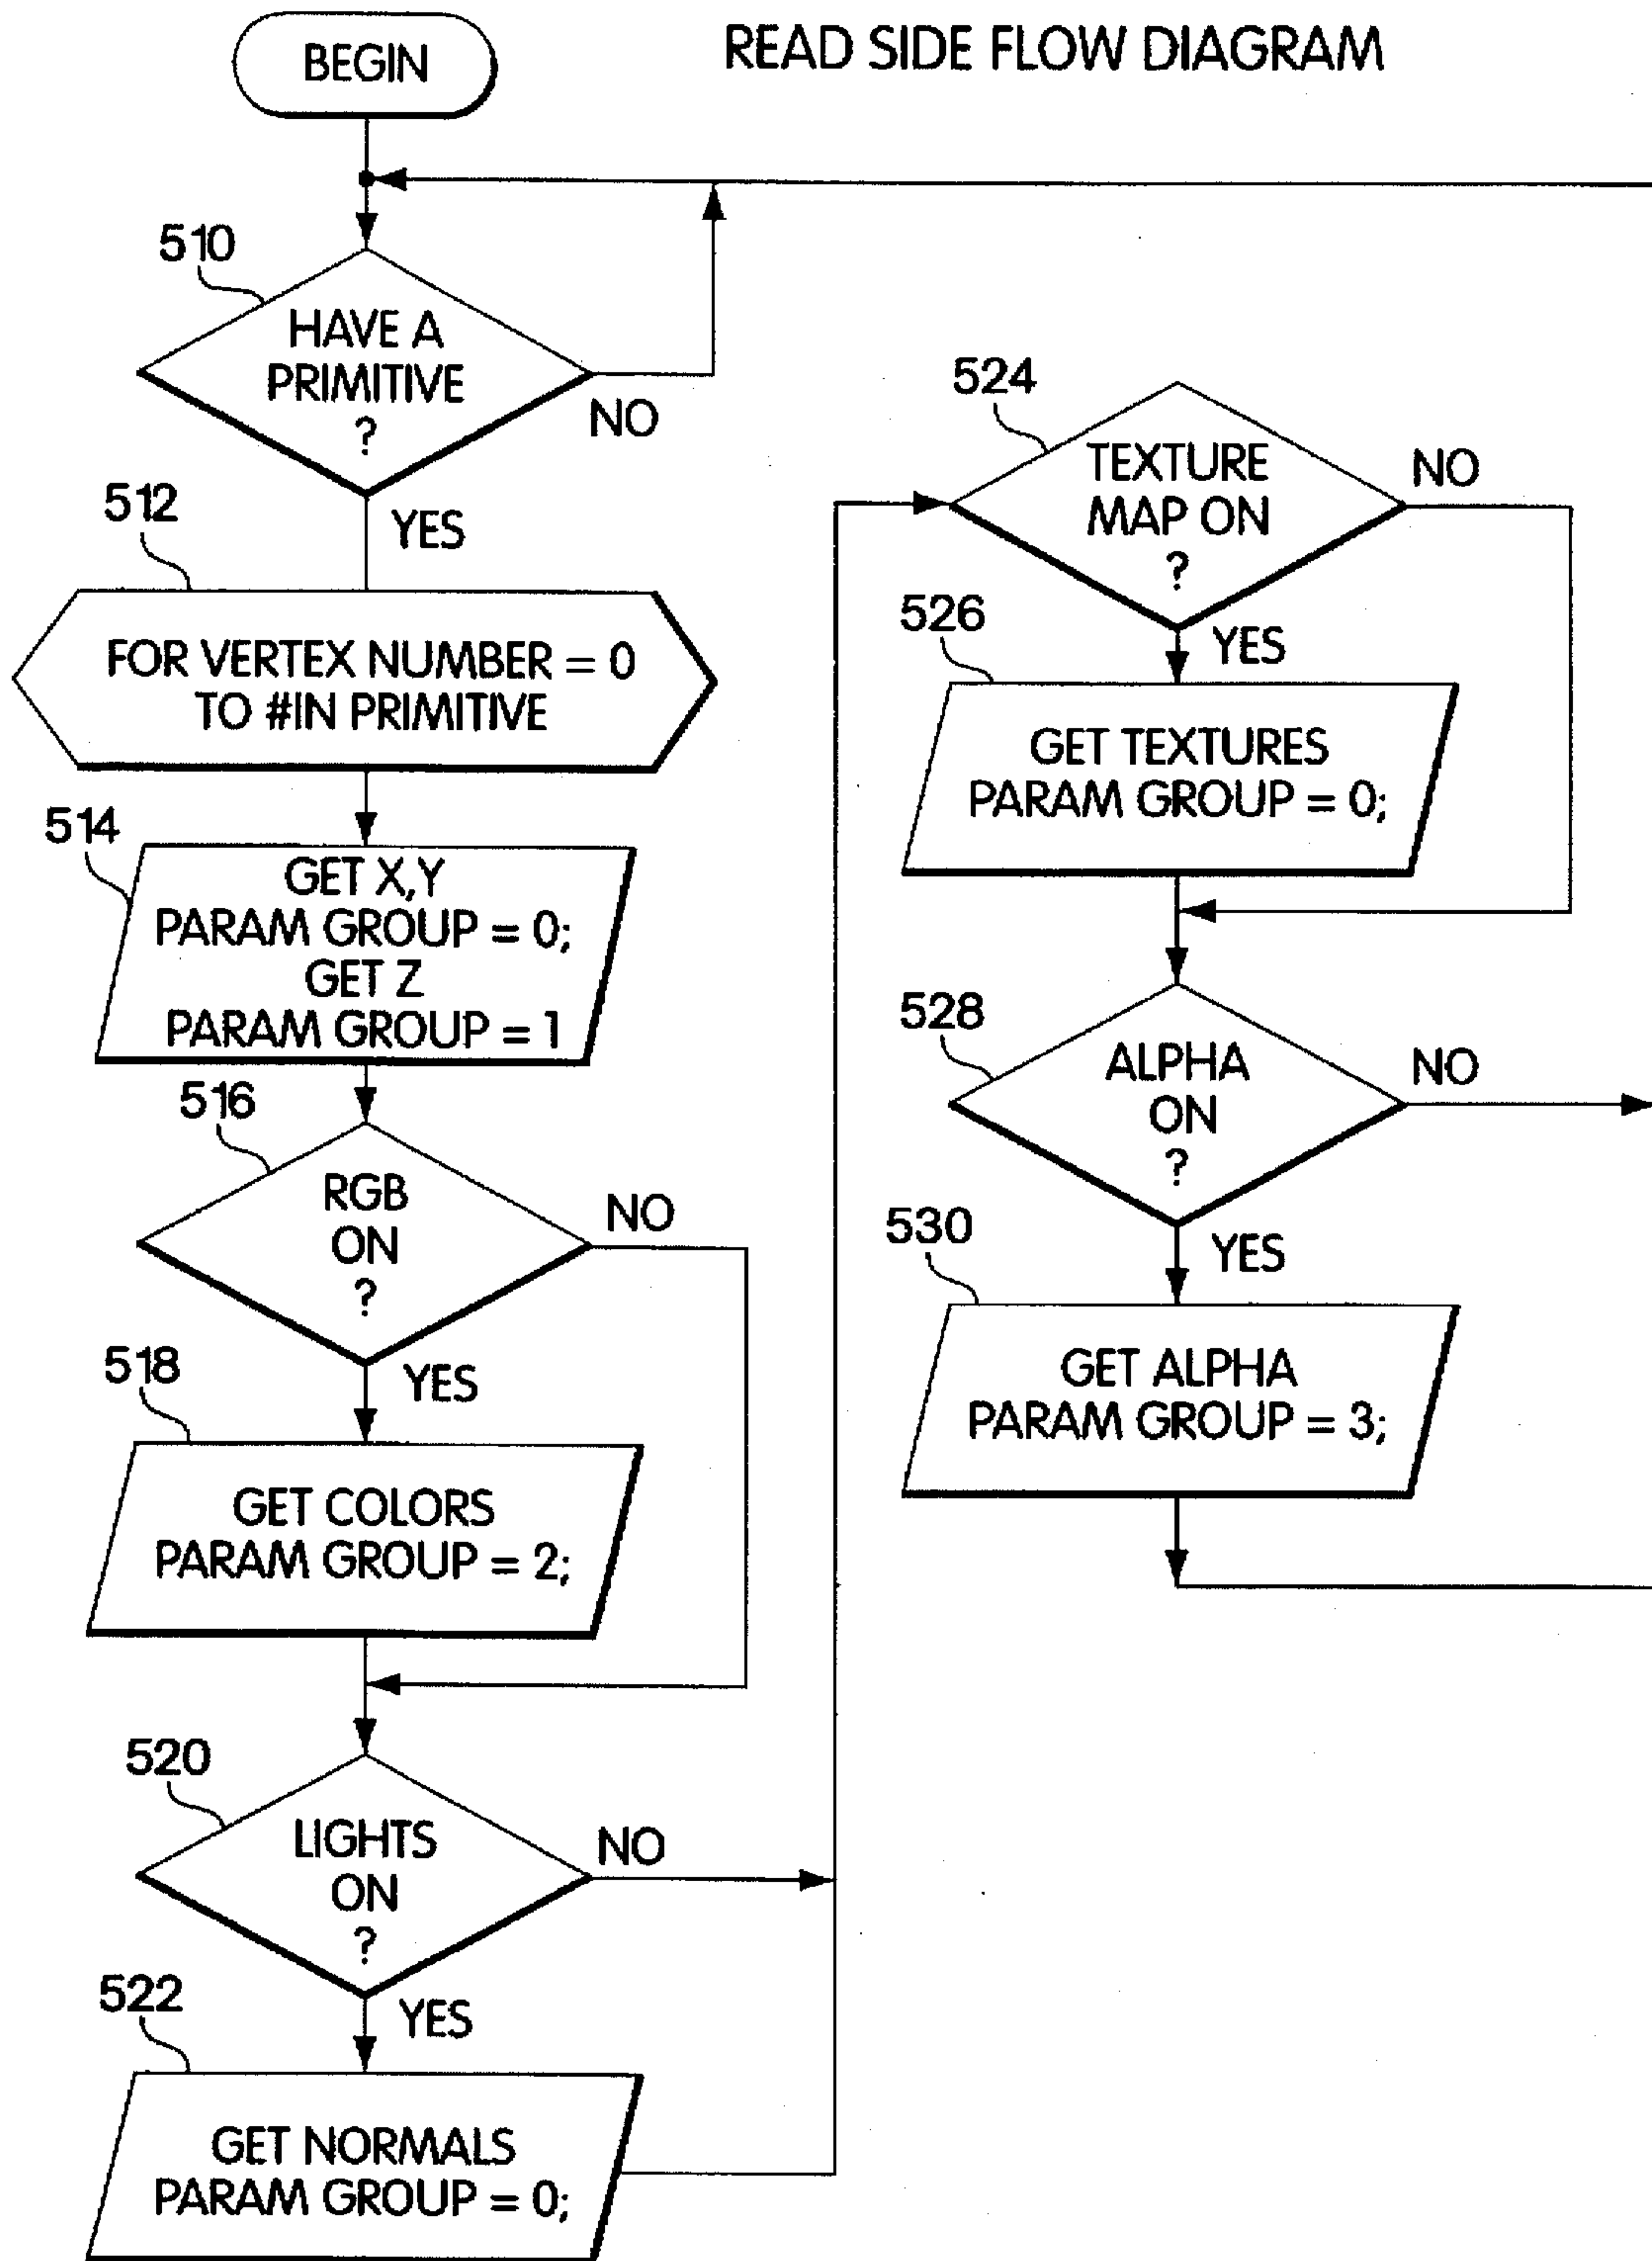 READ SIDE FLOW DIAGRAM
BEGIN
510
HAVE A
PRIMITIVE
?
NO
YES
512
FOR VERTEX NUMBER = 0
TO #IN PRIMITIVE
514
GET X,Y
PARAM GROUP = 0;
GET Z
PARAM GROUP = 1
516
RGB
ON
?
NO
YES
518
GET COLORS
PARAM GROUP = 2;
520
LIGHTS
ON
?
NO
YES
522
GET NORMALS
PARAM GROUP = 0;
524
TEXTURE
MAP ON
?
NO
YES
526
GET TEXTURES
PARAM GROUP = 0;
528
ALPHA
ON
?
NO
YES
530
GET ALPHA
PARAM GROUP = 3;